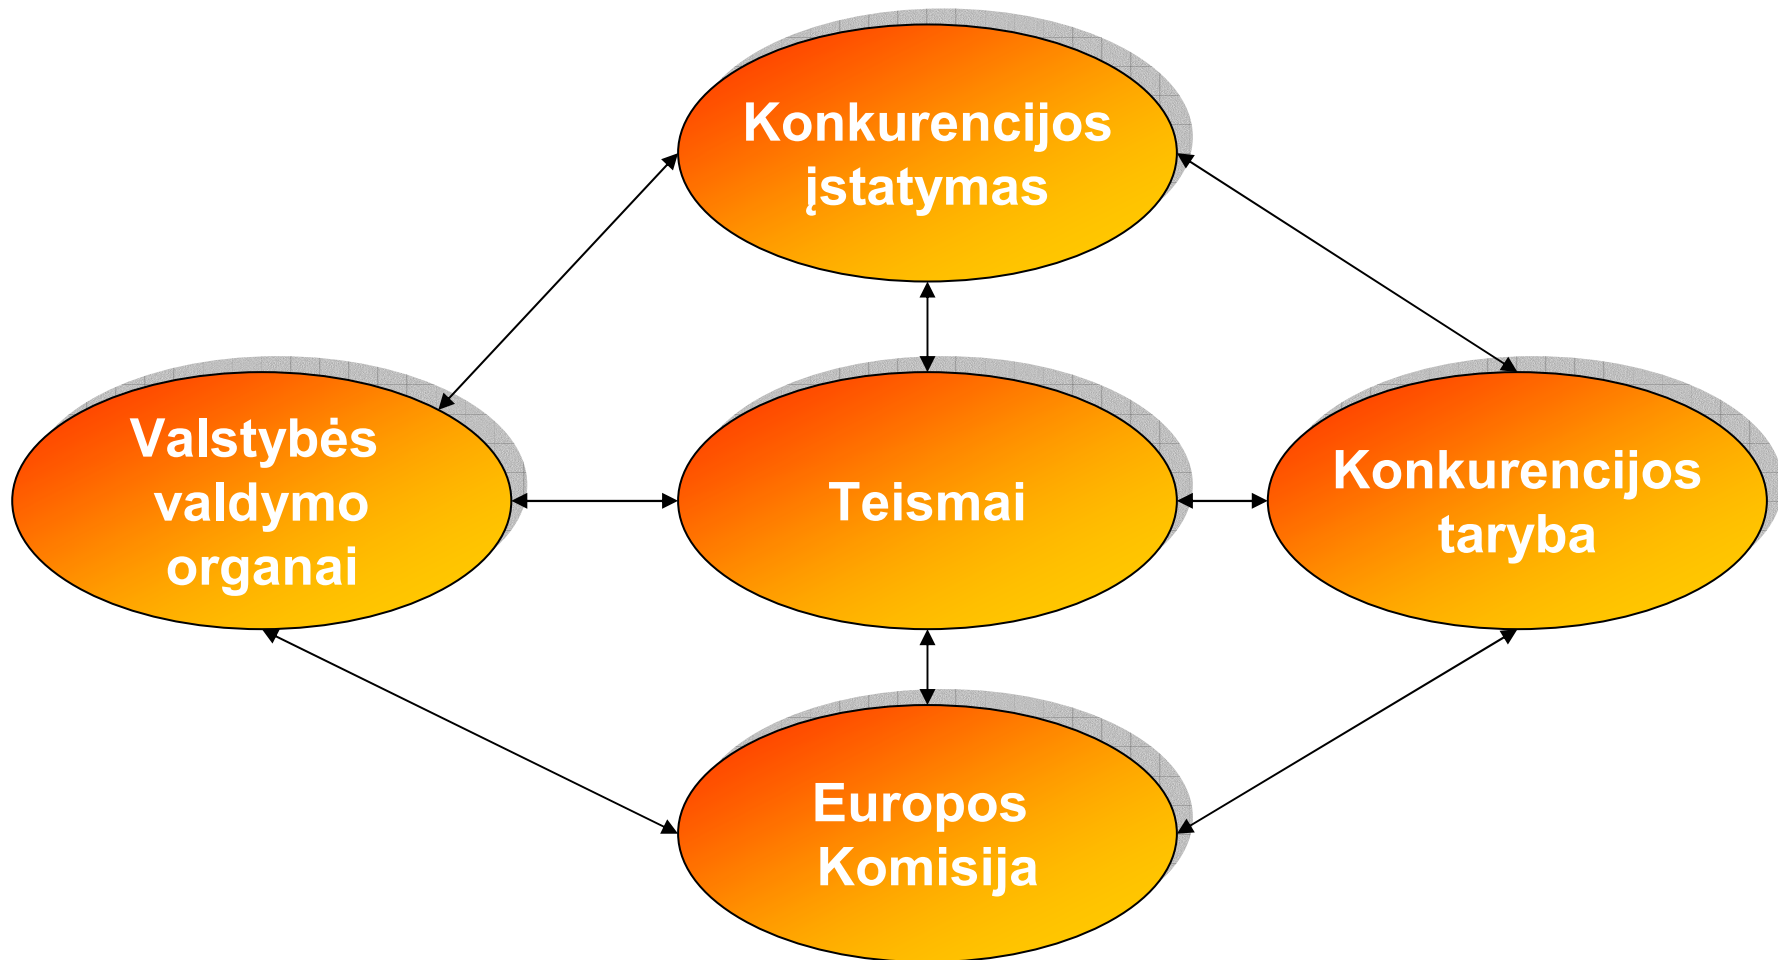 Konkurencijos
įstatymas
Valstybės
valdymo
organai
Teismai
Konkurencijos
taryba
Europos
Komisija